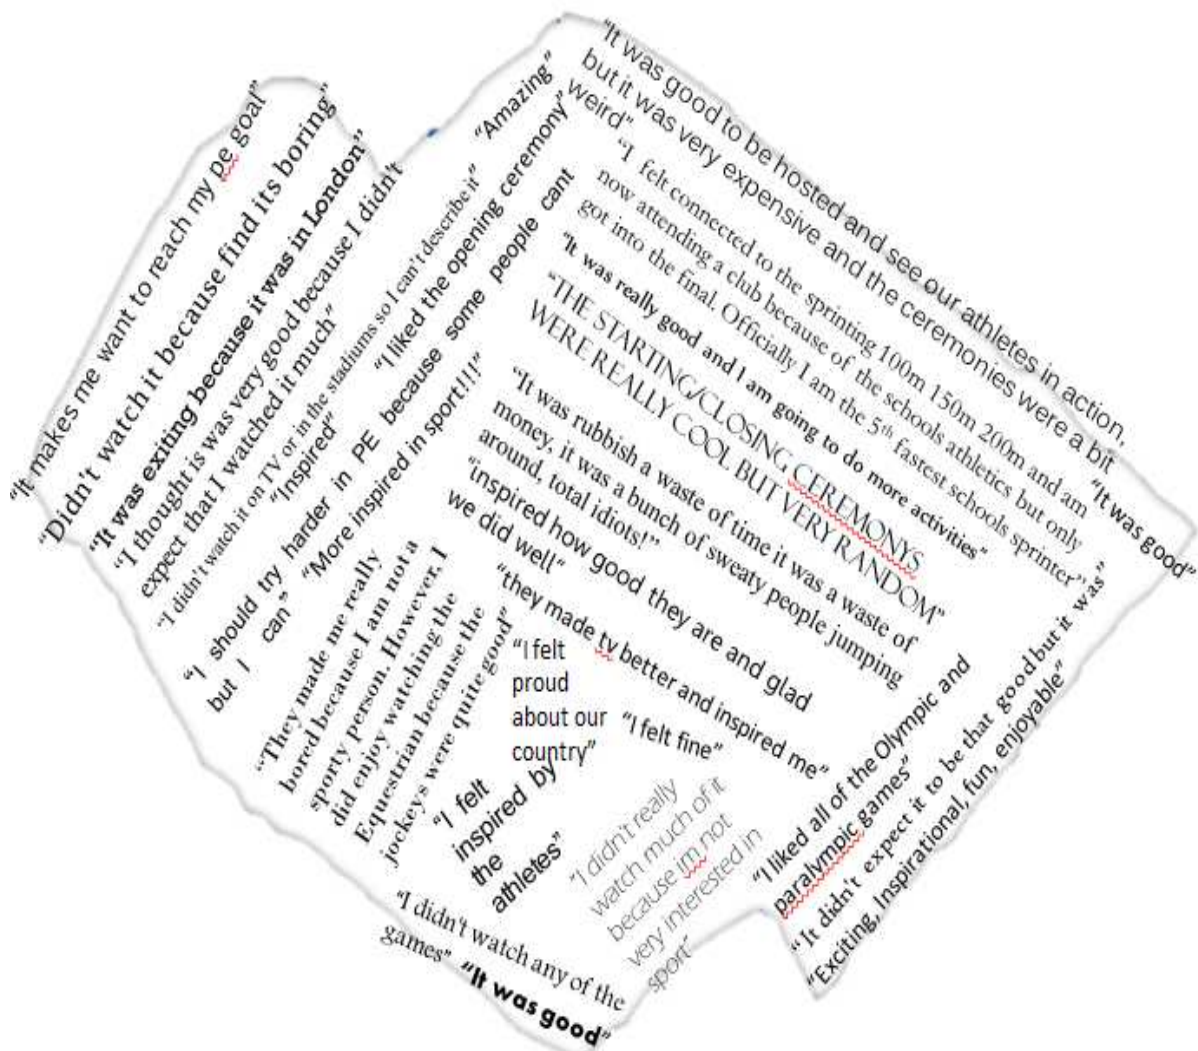 “It makes me want to reach my pe goal”
“Didn't watch it because find its boring”
“It was exiting because it was in London”
“I thought is was very good because I didn't
expect that I watched it much”
“I didn't watch it on TV or in the stadiums so I can't describe it”
“Inspired”
“I liked the opening ceremony”
“Amazing”
“I should try harder in PE because some people cant
but I can”
“More inspired in sport!!!”
“It was good to be hosted and see our athletes in action,
but it was very expensive and the ceremonies were a bit
weird”
“I felt connected to the sprinting 100m 150m 200m and am
now attending a club because of the schools athletics but only
got into the final. Officially I am the 5th fastest schools sprinter”
“It was really good and I am going to do more activities”
“THE STARTING/CLOSING CEREMONYS
WERE REALLY COOL BUT VERY RANDOM”
“It was good”
“It was rubbish a waste of time it was a waste of
money, it was a bunch of sweaty people jumping
around, total idiots!”
“inspired how good they are and glad
we did well”
“they made tv better and inspired me”
“They made me really
bored because I am not a
sporty person. However, I
did enjoy watching the
Equestrian because the
jockeys were quite good”
“I felt
proud
about our
country”
“I felt fine”
“I felt
inspired by
the
athletes”
“I didn't really
watch much of it
because im not
very interested in
sport”
“I liked all of the Olympic and
paralympic games”
“It didn't expect it to be that good but it was”
“Exciting, Inspirational, fun, enjoyable”
“I didn't watch any of the
games”
“It was good”